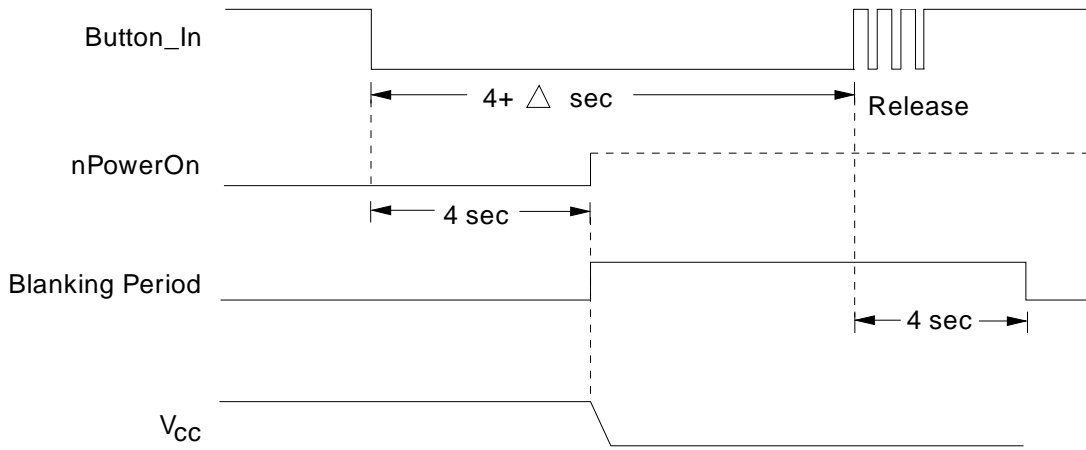 Button_In
4+ △ sec
Release
nPowerOn
4 sec
Blanking Period
4 sec
Vcc